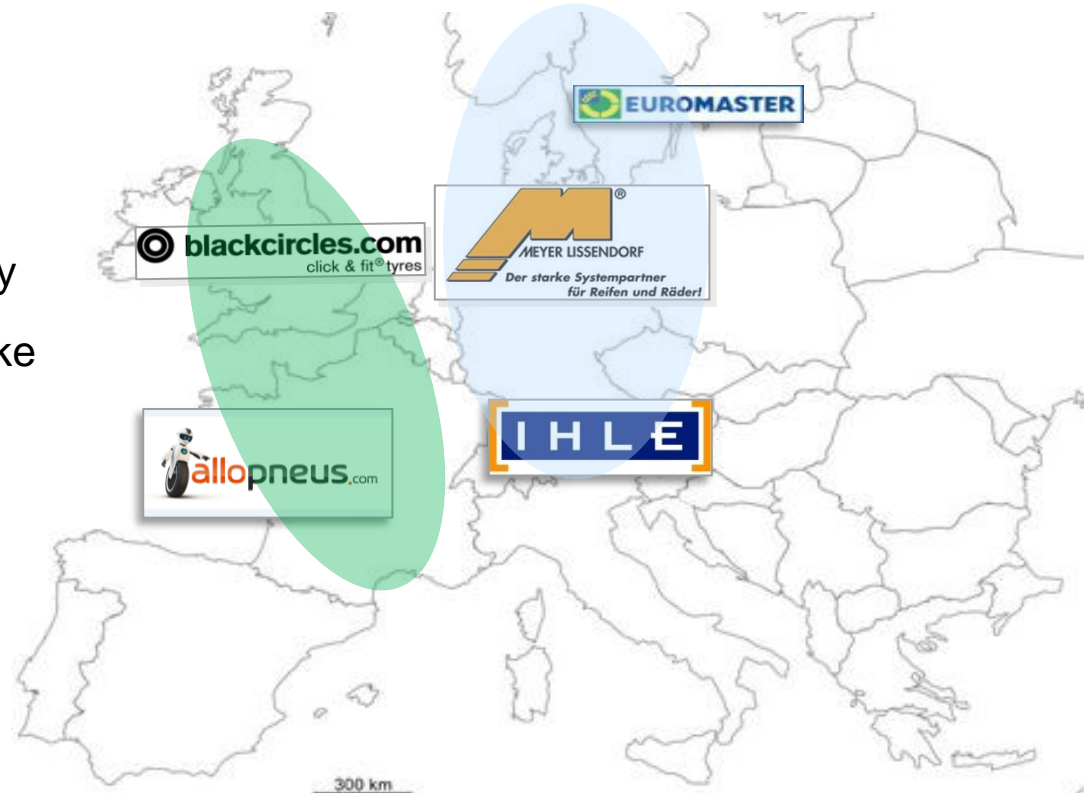 EUROMASTER
®
MEYER LISSENDORF
Der starke Systempartner
für Reifen und Räder!
blackcircles.com
click & fit® tyres
y
ke
IHLE
allopneus.com
300 km